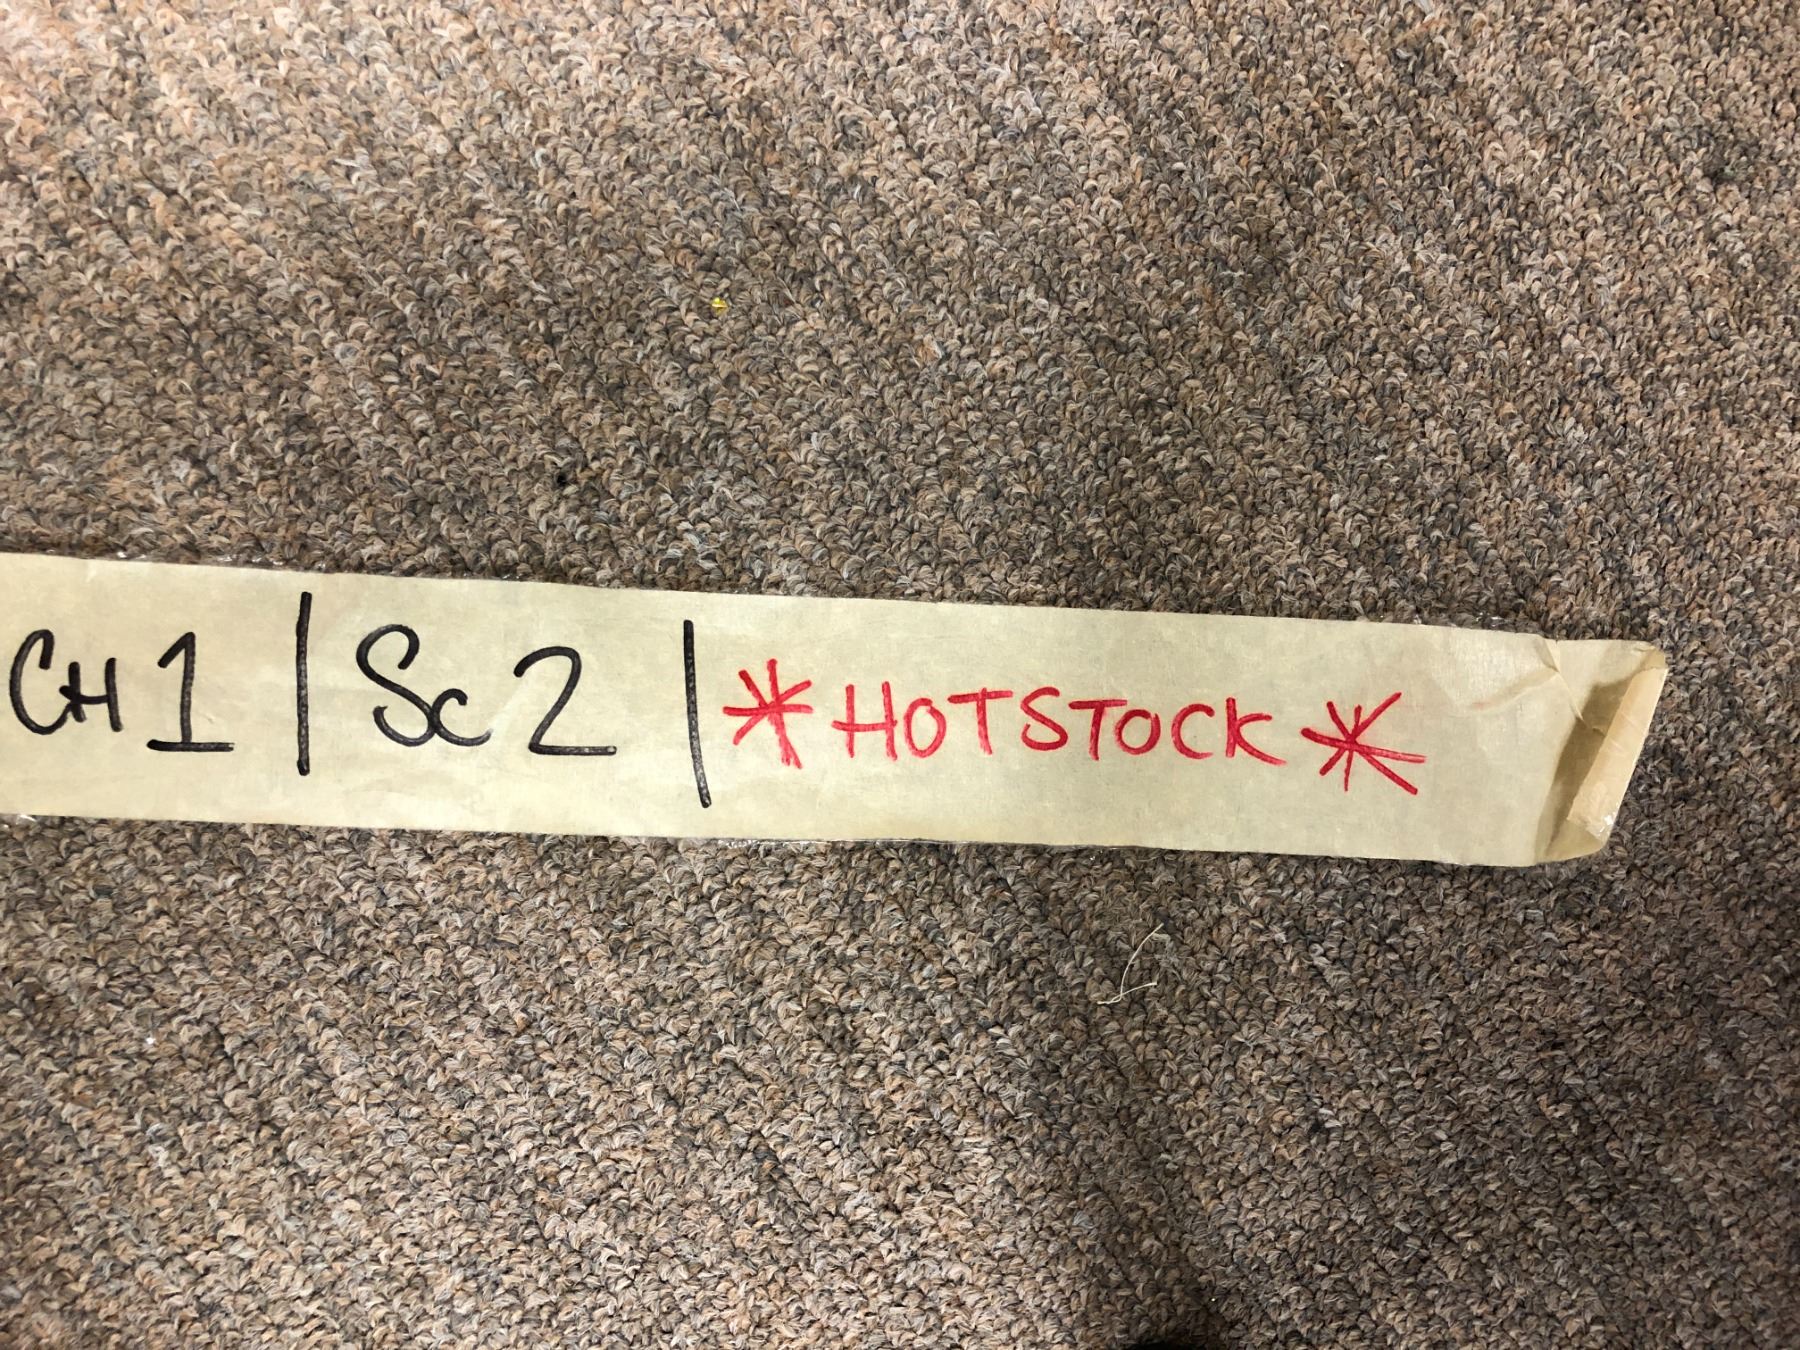 CH 1 | Sc 2 | * HOTSTOCK *